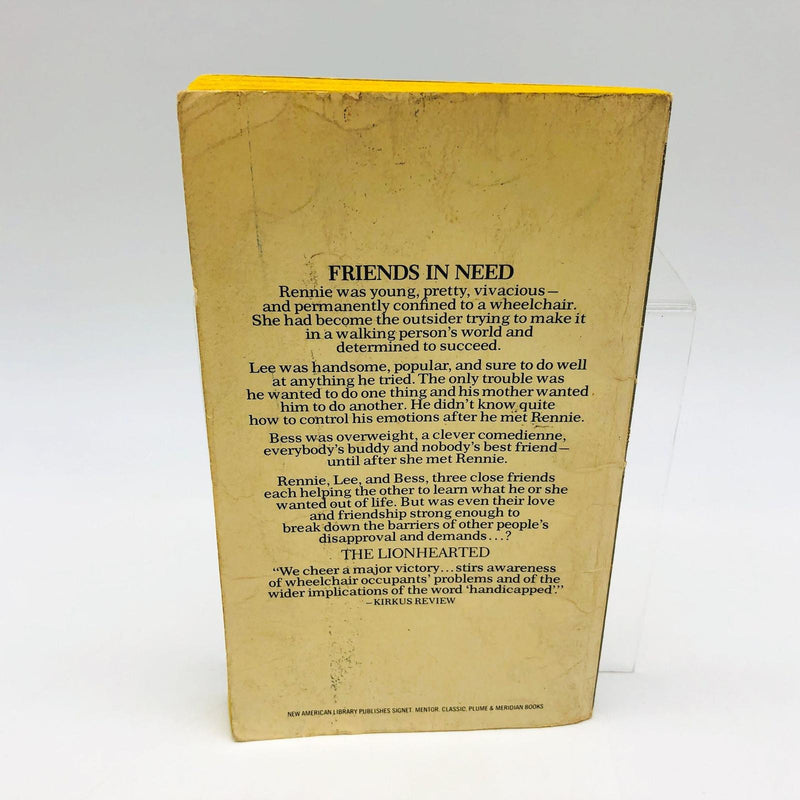 FRIENDS IN NEED
Rennie was young, pretty, vivacious—
and permanently confined to a wheelchair.
She had become the outsider trying to make it
in a walking person's world and
determined to succeed.
Lee was handsome, popular, and sure to do well
at anything he tried. The only trouble was
he wanted to do one thing and his mother wanted
him to do another. He didn't know quite
how to control his emotions after he met Rennie.
Bess was overweight, a clever comedienne,
everybody's buddy and nobody's best friend—
until after she met Rennie.
Rennie, Lee, and Bess, three close friends
each helping the other to learn what he or she
wanted out of life. But was even their love
and friendship strong enough to
break down the barriers of other people's
disapproval and demands...?
THE LIONHEARTED
"We cheer a major victory...stirs awareness
of wheelchair occupants' problems and of the
wider implications of the word 'handicapped'."
—KIRKUS REVIEW
NEW AMERICAN LIBRARY PUBLISHES SIGNET, MENTOR, CLASSIC, PLUME & MERIDIAN BOOKS